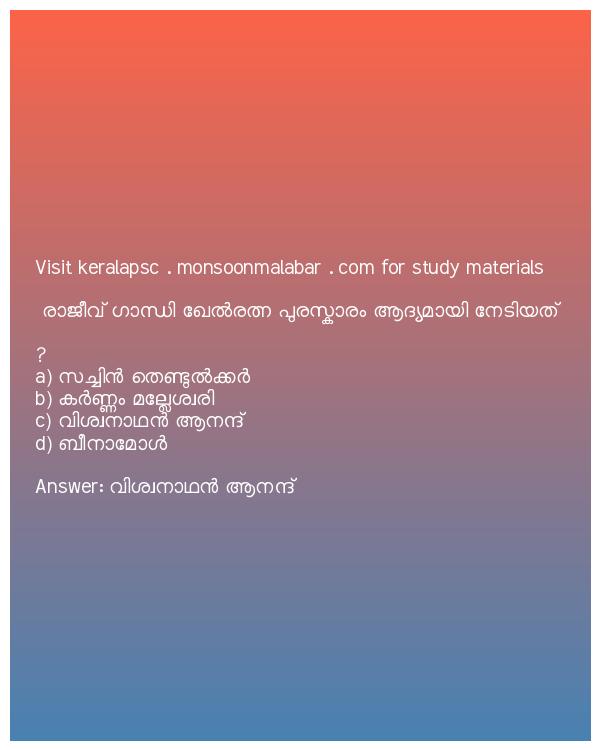 Visit keralapsc . monsoonmalabar . com for study materials
രാജീവ് ഗാന്ധി ഖേൽരത്ന പുരസ്കാരം ആദ്യമായി നേടിയത്
?
a) സച്ചിൻ തെണ്ടുൽക്കർ
b) കർണ്ണം മല്ലേശ്വരി
c) വിശ്വനാഥൻ ആനന്ദ്
d) ബീനാമോൾ
Answer: വിശ്വനാഥൻ ആനന്ദ്